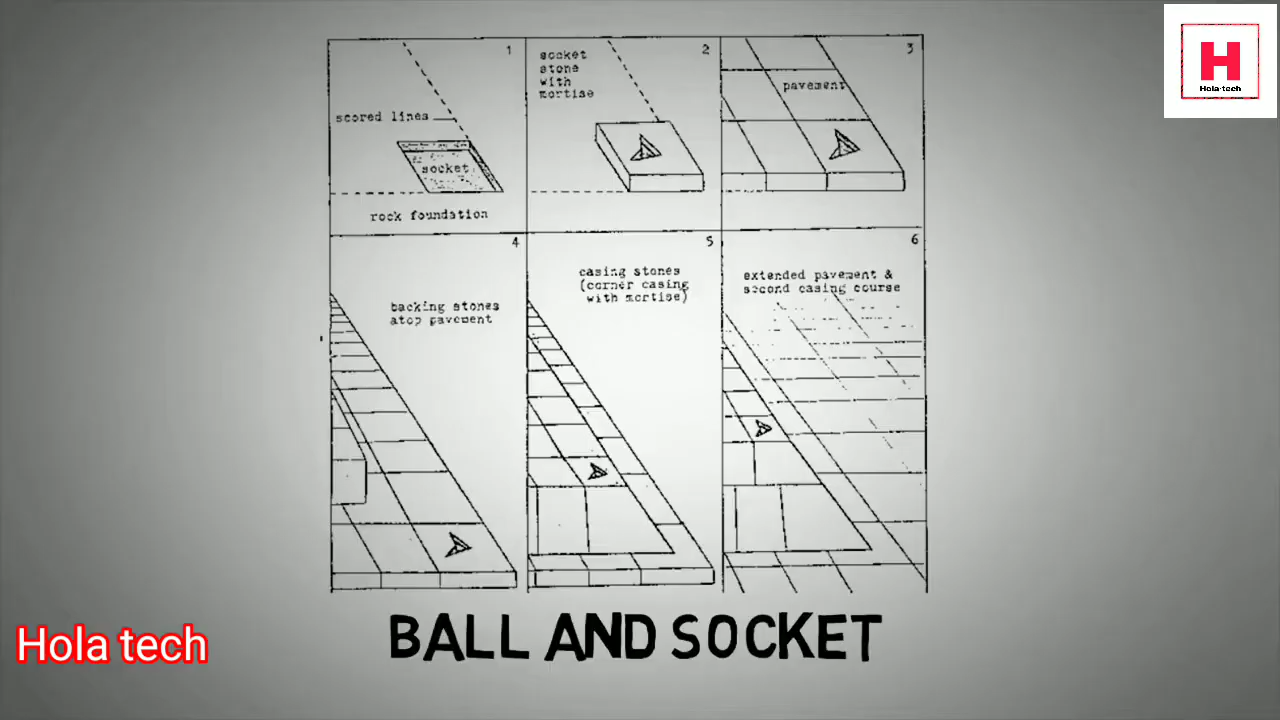 H
Hola-tech
1
scored lines
socket
rock foundation
2
socket
stone
with
mortise
3
pavement
4
backing stones
atop pavement
5
casing stones
(corner casing
with mortise)
6
extended pavement &
second casing course
BALL AND SOCKET
Hola tech